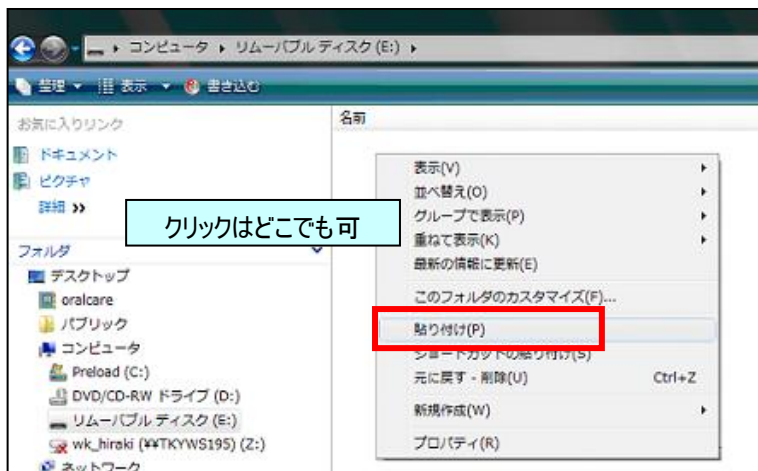 コンピュータ ▸ リムーバブル ディスク (E:) ▸
整理 表示 書き込む
お気に入りリンク
ドキュメント
ピクチャ
詳細 >>
フォルダ
デスクトップ
oralcare
パブリック
コンピュータ
Preload (C:)
DVD/CD-RW ドライブ (D:)
リムーバブル ディスク (E:)
wk_hiraki (¥¥TKYWS195) (Z:)
ネットワーク
クリックはどこでも可
名前
表示(V)
並べ替え(O)
グループで表示(P)
重ねて表示(K)
最新の情報に更新(E)
このフォルダのカスタマイズ(F)...
貼り付け(P)
ショートカットの貼り付け(S)
元に戻す - 削除(U) Ctrl+Z
新規作成(W)
プロパティ(R)